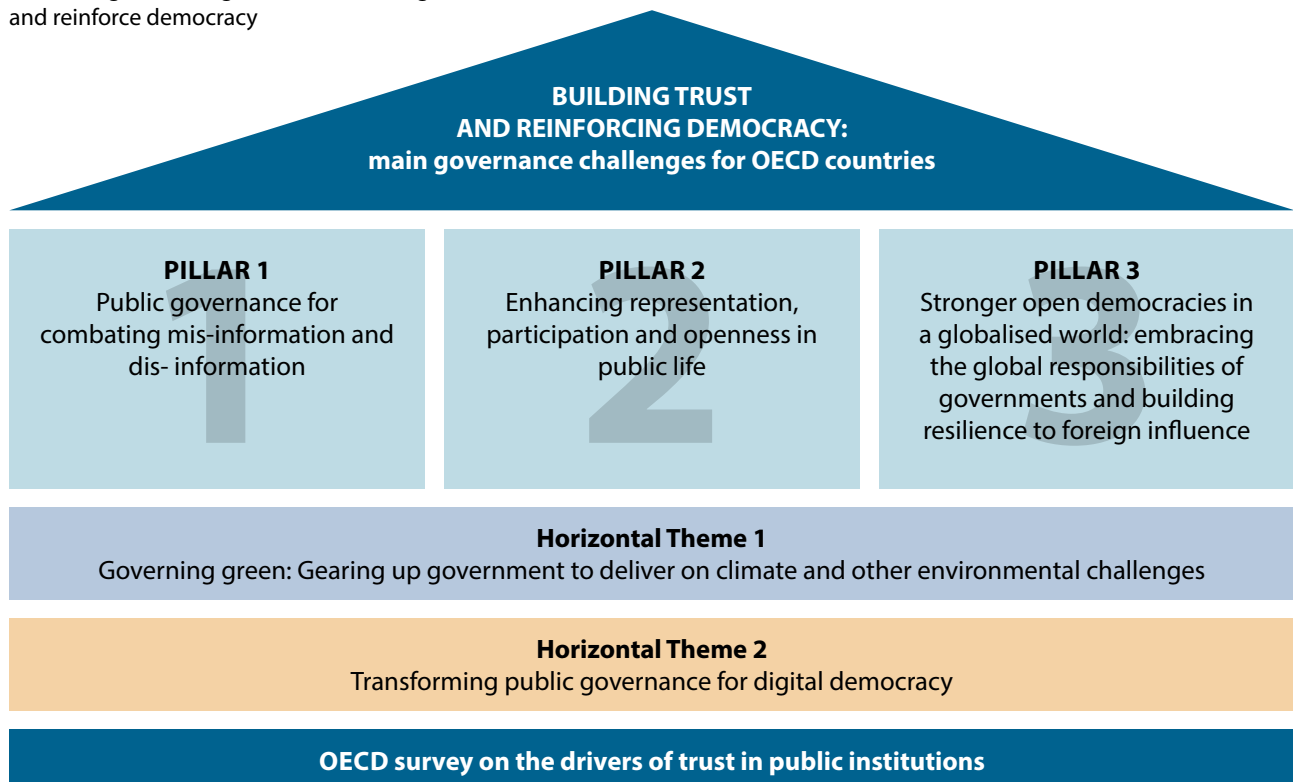 and reinforce democracy
BUILDING TRUST
AND REINFORCING DEMOCRACY:
main governance challenges for OECD countries
PILLAR 1
Public governance for
combating mis-information and
dis- information
1
PILLAR 2
Enhancing representation,
participation and openness in
public life
2
PILLAR 3
Stronger open democracies in
a globalised world: embracing
the global responsibilities of
governments and building
resilience to foreign influence
3
Horizontal Theme 1
Governing green: Gearing up government to deliver on climate and other environmental challenges
Horizontal Theme 2
Transforming public governance for digital democracy
OECD survey on the drivers of trust in public institutions